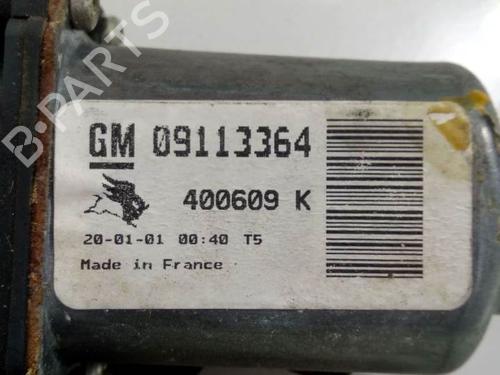 GM 09113364
400609 K
20-01-01 00:40 T5
Made in France
B-PARTS